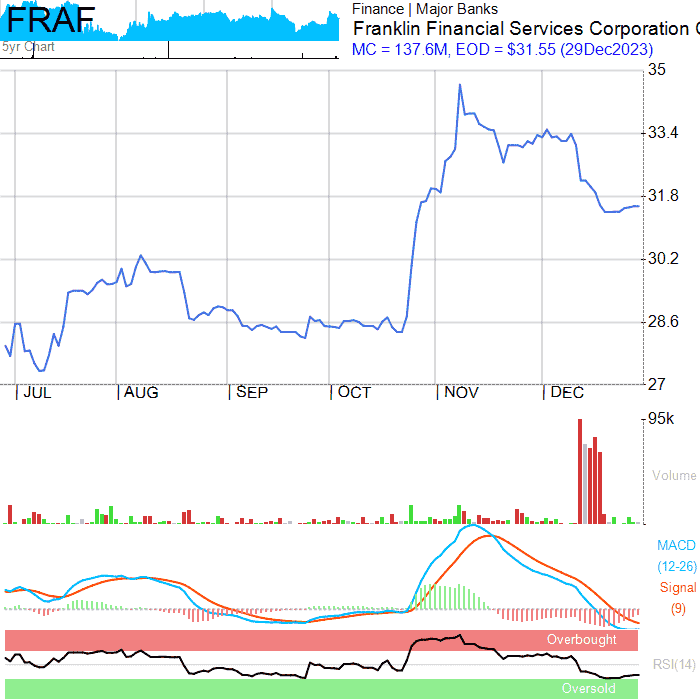 FRAF
5yr Chart
Finance | Major Banks
Franklin Financial Services Corporation
MC = 137.6M, EOD = $31.55 (29Dec2023)
35
33.4
31.8
30.2
28.6
27
JUL AUG SEP OCT NOV DEC
95k
Volume
MACD
(12-26)
Signal
(9)
Overbought
RSI(14)
Oversold